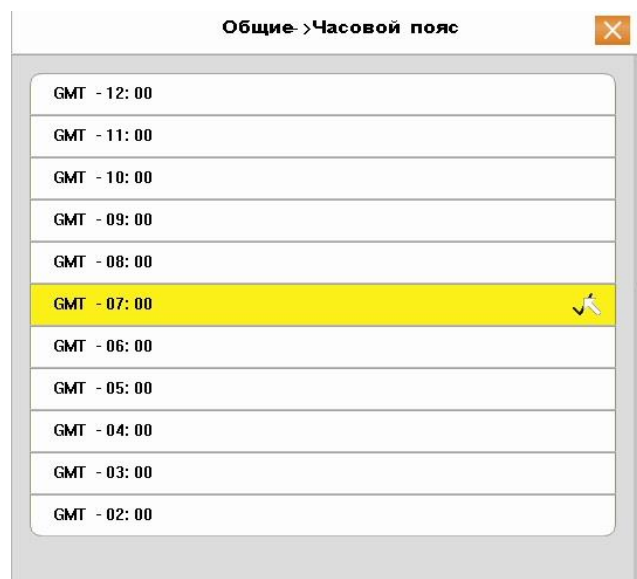 Общие->Часовой пояс
GMT -12:00
GMT -11:00
GMT -10:00
GMT -09:00
GMT -08:00
GMT -07:00
GMT -06:00
GMT -05:00
GMT -04:00
GMT -03:00
GMT -02:00